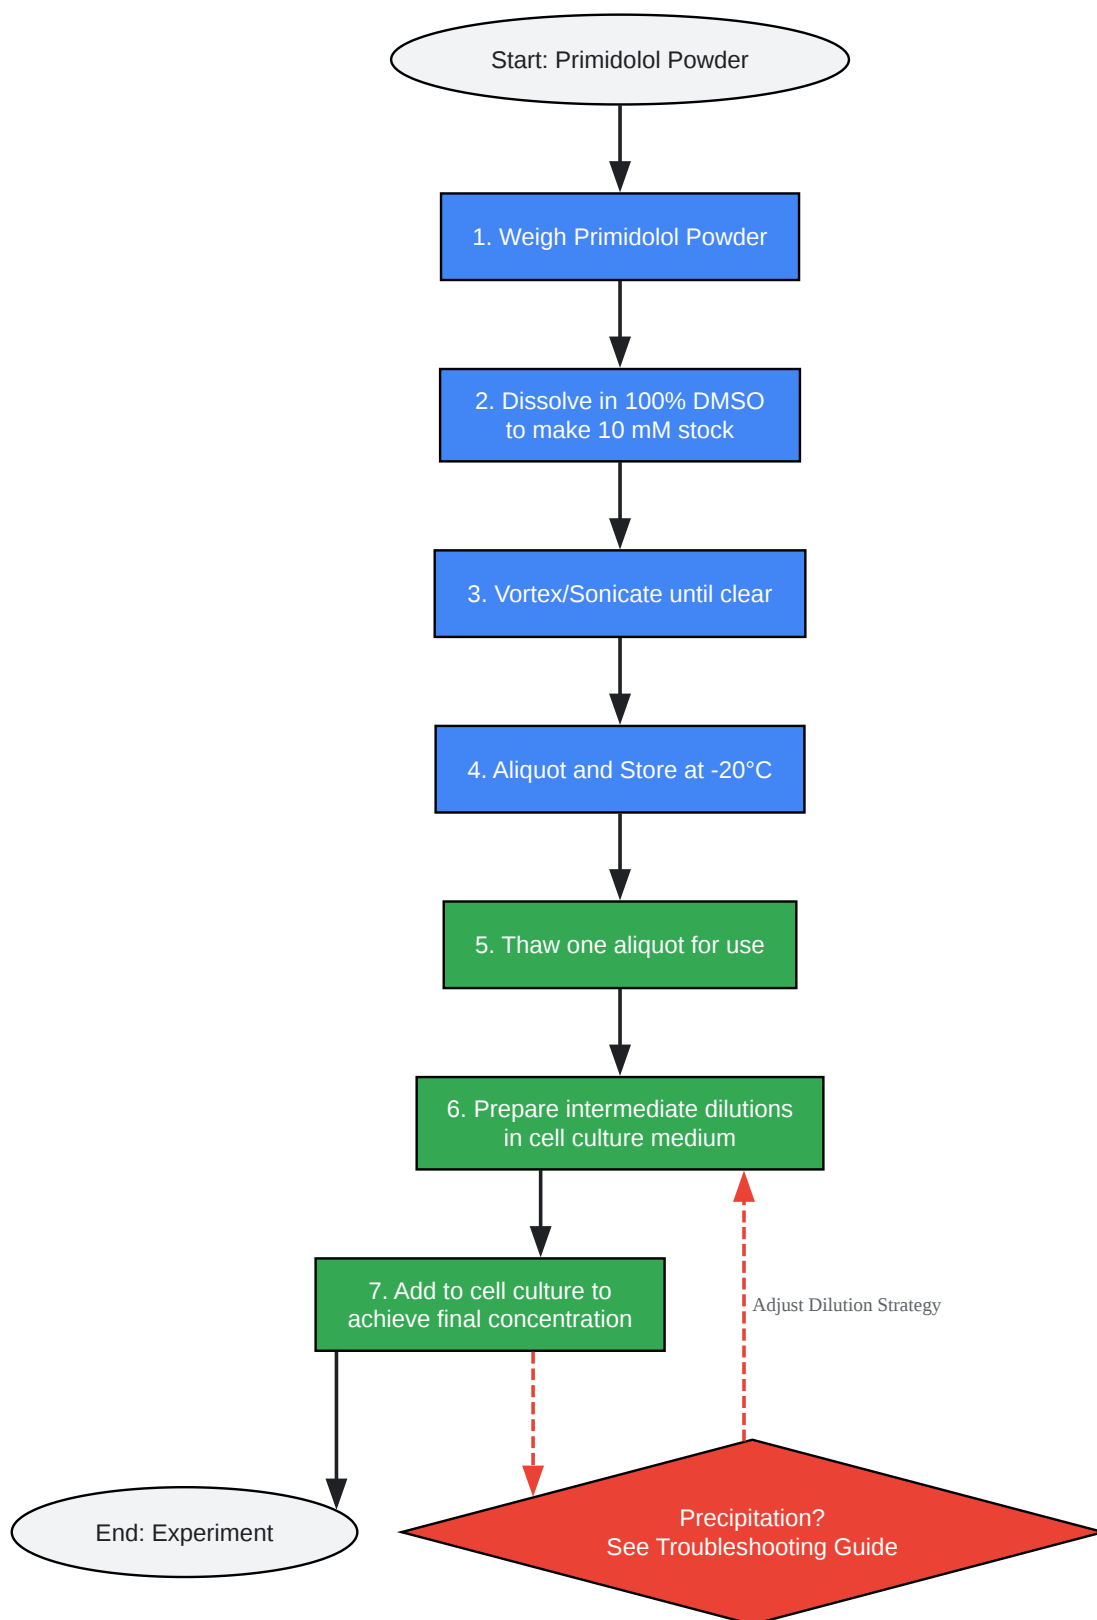 Start: Primidolol Powder
1. Weigh Primidolol Powder
2. Dissolve in 100% DMSO
to make 10 mM stock
3. Vortex/Sonicate until clear
4. Aliquot and Store at -20°C
5. Thaw one aliquot for use
6. Prepare intermediate dilutions
in cell culture medium
7. Add to cell culture to
achieve final concentration
Adjust Dilution Strategy
End: Experiment
Precipitation?
See Troubleshooting Guide